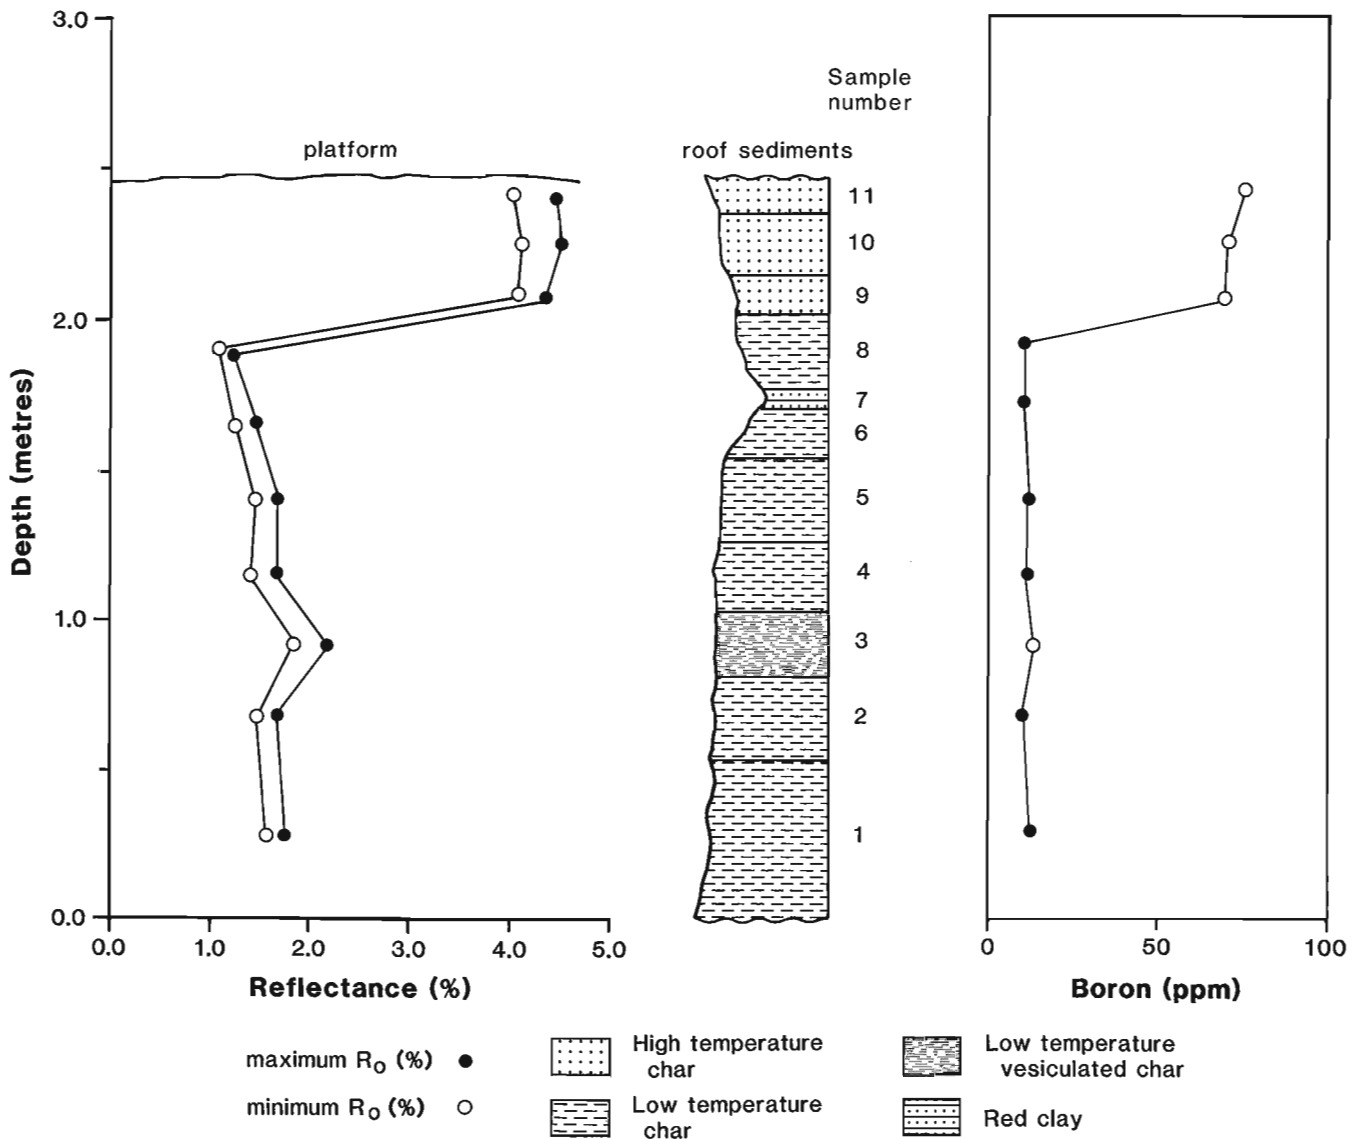 3.0
2.0
1.0
0.0
Depth (metres)
platform
0.0 1.0 2.0 3.0 4.0 5.0
Reflectance (%)
Sample
number
roof sediments
11
10
9
8
7
6
5
4
3
2
1
0 50 100
Boron (ppm)
maximum Ro (%)
minimum Ro (%)
High temperature
char
Low temperature
char
Low temperature
vesiculated char
Red clay